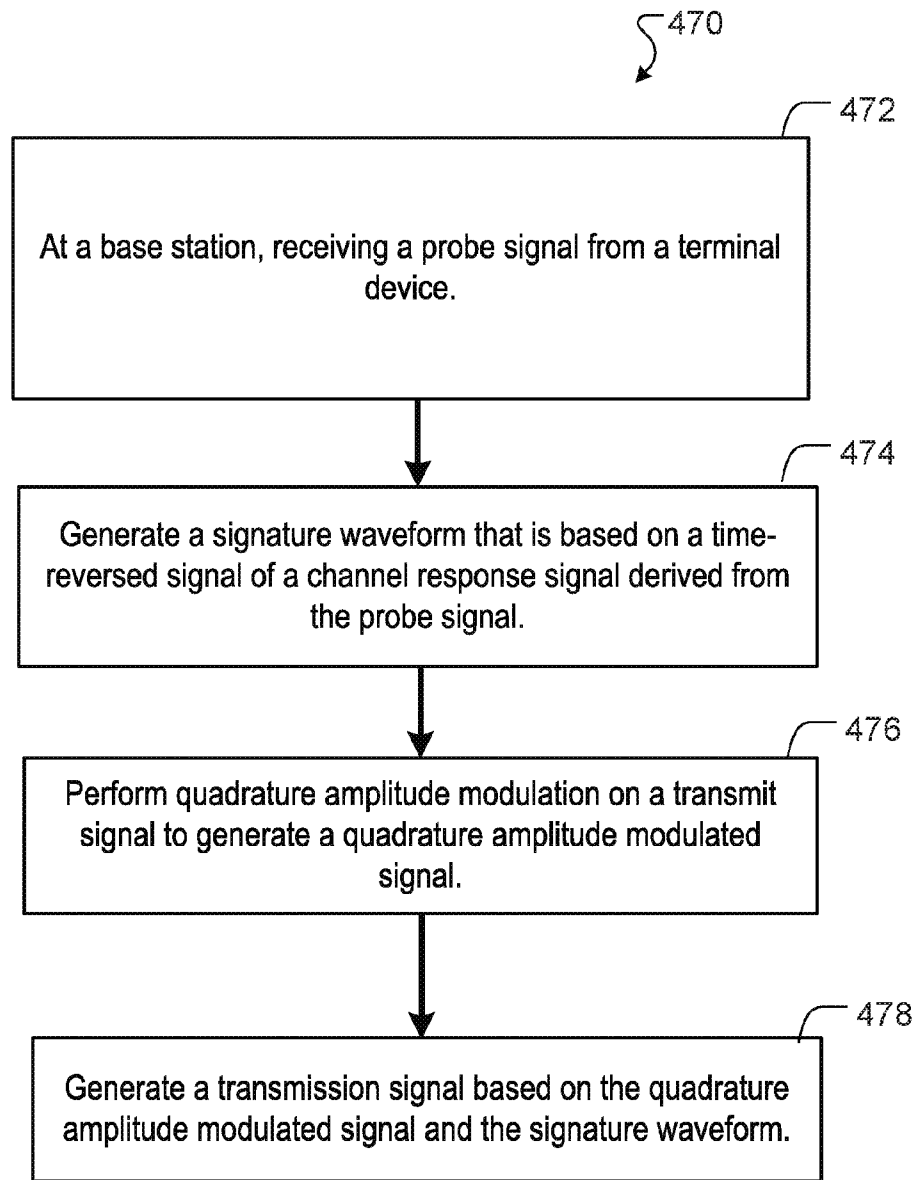 470
472
At a base station, receiving a probe signal from a terminal
device.
474
Generate a signature waveform that is based on a time-
reversed signal of a channel response signal derived from
the probe signal.
476
Perform quadrature amplitude modulation on a transmit
signal to generate a quadrature amplitude modulated
signal.
478
Generate a transmission signal based on the quadrature
amplitude modulated signal and the signature waveform.